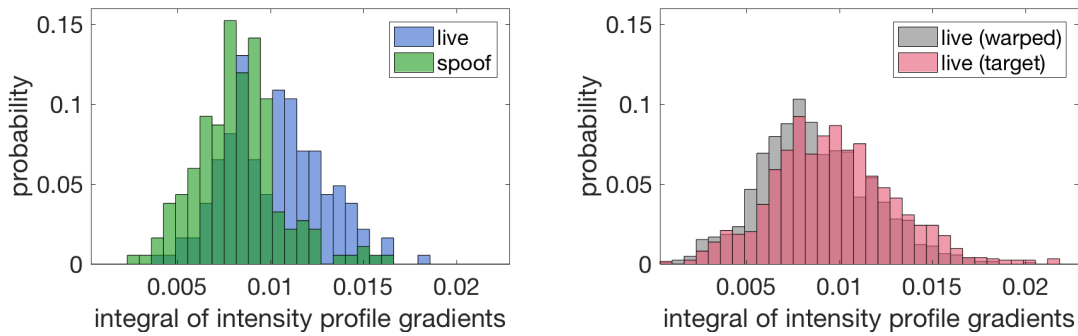 0.15
0.1
0.05
0
probability
live
spoof
0.005
0.01
0.015
0.02
integral of intensity profile gradients
0.15
0.1
0.05
0
probability
live (warped)
live (target)
0.005
0.01
0.015
0.02
integral of intensity profile gradients